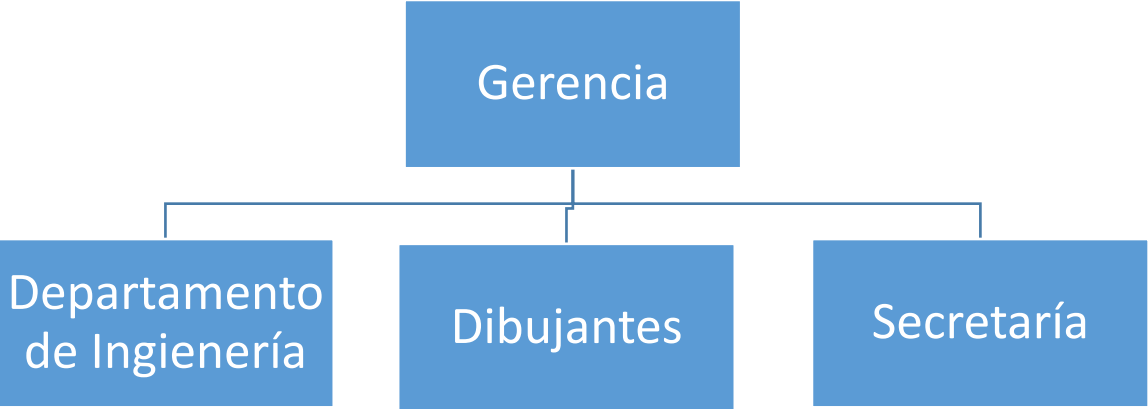 Gerencia
Departamento
de Ingienería
Dibujantes
Secretaría